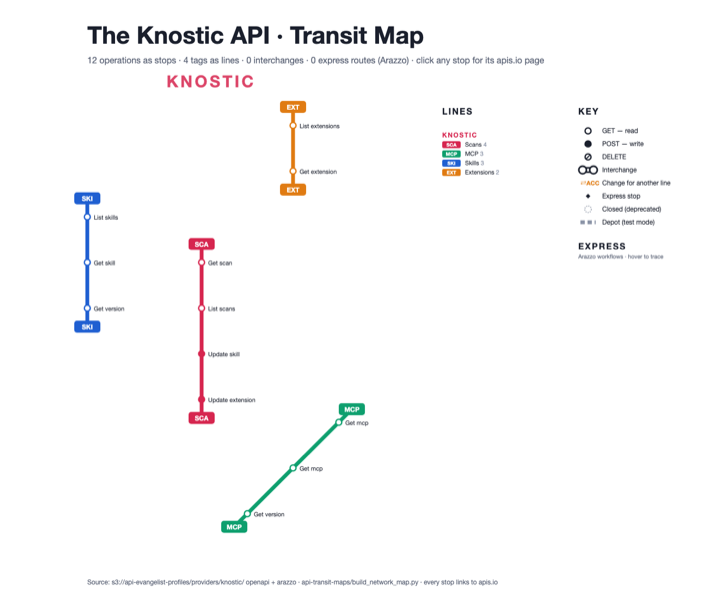 The Knostic API · Transit Map
12 operations as stops · 4 tags as lines · 0 interchanges · 0 express routes (Arazzo) · click any stop for its apis.io page
KNOSTIC
EXT
List extensions
Get extension
EXT
SKI
List skills
Get skill
Get version
SKI
SCA
Get scan
List scans
Update skill
Update extension
SCA
MCP
Get mcp
Get mcp
Get version
MCP
LINES
KNOSTIC
SCA Scans 4
MCP MCP 3
SKI Skills 3
EXT Extensions 2
KEY
GET — read
POST — write
DELETE
Interchange
ACC Change for another line
Express stop
Closed (deprecated)
Depot (test mode)
EXPRESS
Arazzo workflows · hover to trace
Source: s3://api-evangelist-profiles/providers/knostic/ openapi + arazzo · api-transit-maps/build_network_map.py · every stop links to apis.io